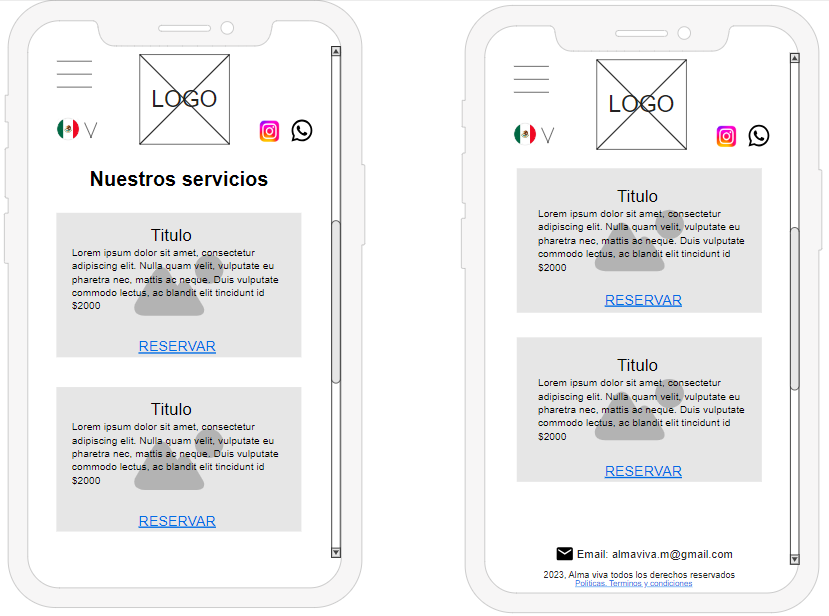 LOGO
V
Nuestros servicios
Titulo
Lorem ipsum dolor sit amet, consectetur
adipiscing elit. Nulla quam velit, vulputate eu
pharetra nec, mattis ac neque. Duis vulputate
commodo lectus, ac blandit elit tincidunt id
$2000
RESERVAR
Titulo
Lorem ipsum dolor sit amet, consectetur
adipiscing elit. Nulla quam velit, vulputate eu
pharetra nec, mattis ac neque. Duis vulputate
commodo lectus, ac blandit elit tincidunt id
$2000
RESERVAR
LOGO
V
Titulo
Lorem ipsum dolor sit amet, consectetur
adipiscing elit. Nulla quam velit, vulputate eu
pharetra nec, mattis ac neque. Duis vulputate
commodo lectus, ac blandit elit tincidunt id
$2000
RESERVAR
Titulo
Lorem ipsum dolor sit amet, consectetur
adipiscing elit. Nulla quam velit, vulputate eu
pharetra nec, mattis ac neque. Duis vulputate
commodo lectus, ac blandit elit tincidunt id
$2000
RESERVAR
Email: almaviva.m@gmail.com
2023, Alma viva todos los derechos reservados
Politicas, Terminos y condiciones